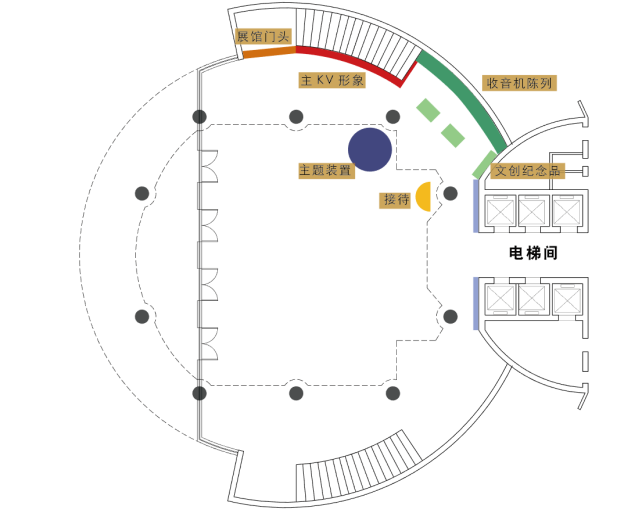 展馆门头
主KV形象
收音机陈列
主题装置
文创纪念品
接待
电梯间